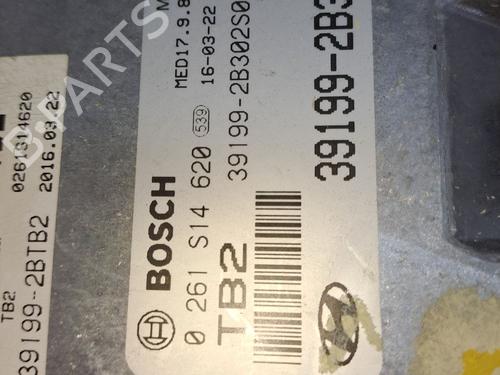 MED17.9.8
16-03-22
39199-2B302S0
39199-2B3
BOSCH
0 261 S14 620 539
TB2
0261S14620
2016.03.22
TB2
39199-2BTB2
B-PARTS